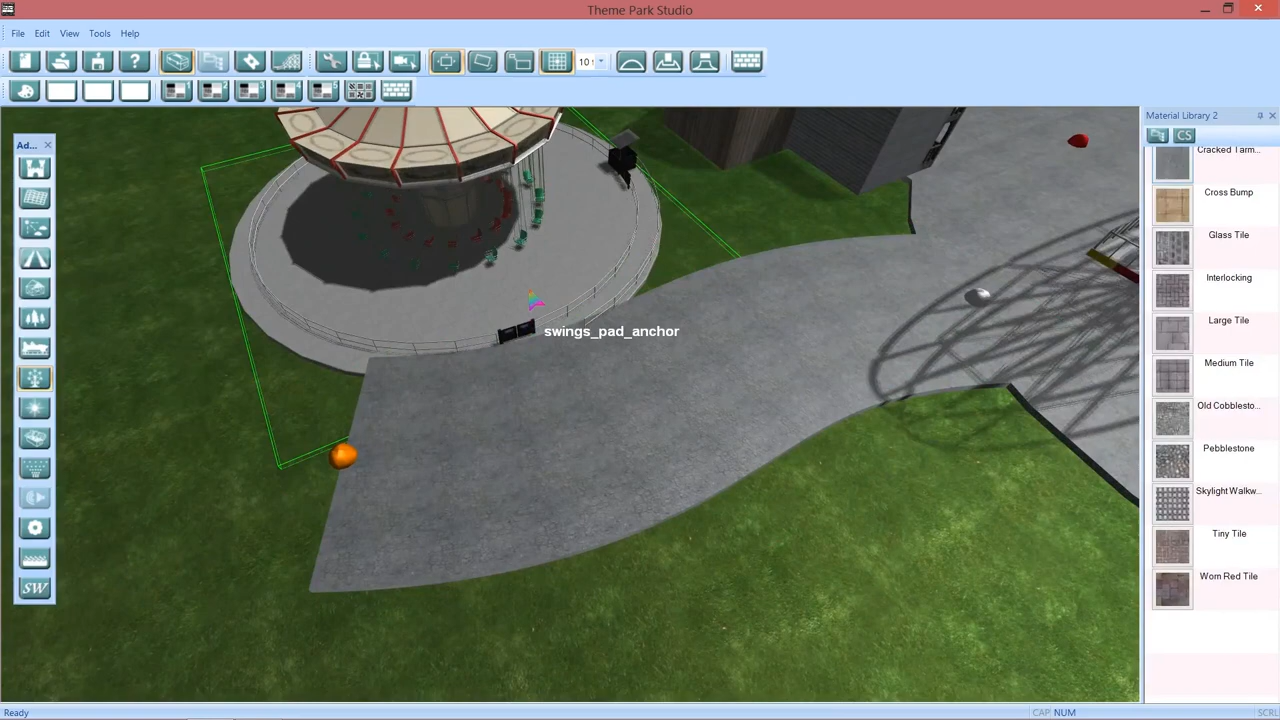 Theme Park Studio
File Edit View Tools Help
10
Ad...
SW
swings_pad_anchor
Material Library 2
CS
Cracked Tarm...
Cross Bump
Glass Tile
Interlocking
Large Tile
Medium Tile
Old Cobblesto...
Pebblestone
Skylight Walkw...
Tiny Tile
Worn Red Tile
Ready
CAP NUM SCRL